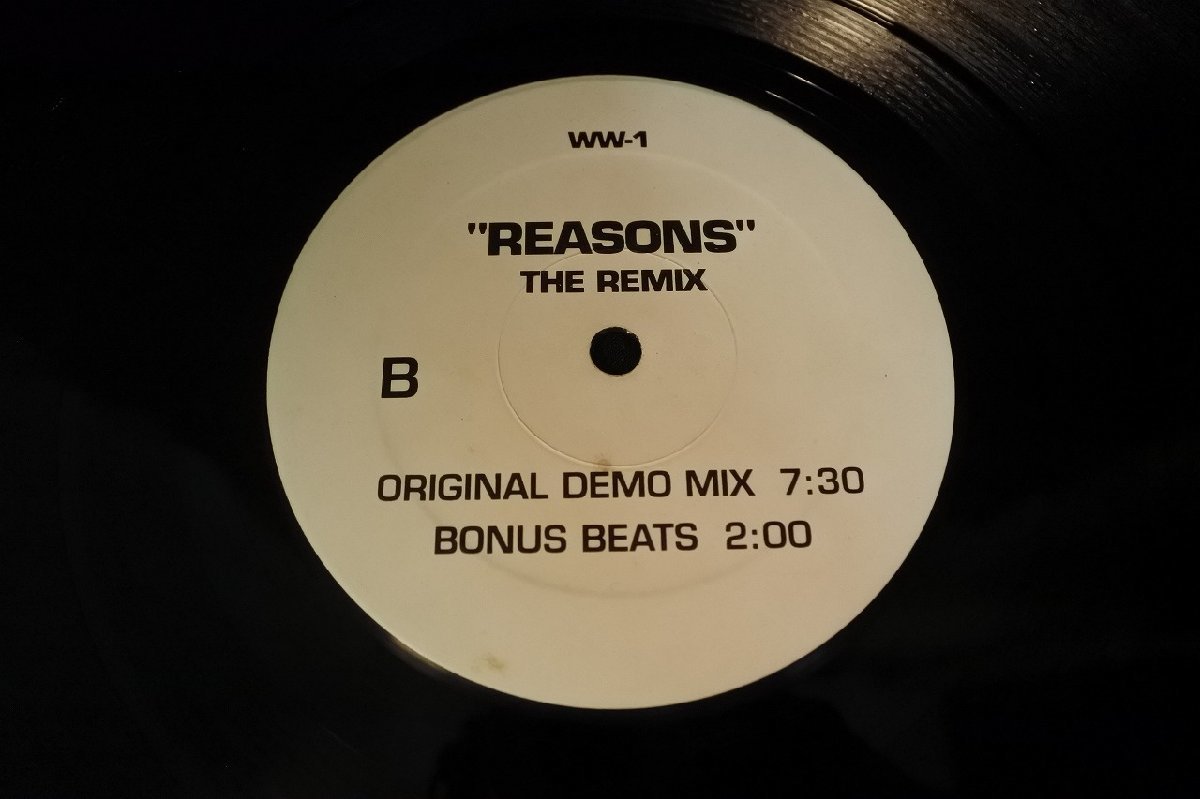 WW-1
"REASONS"
THE REMIX
B
ORIGINAL DEMO MIX 7:30
BONUS BEATS 2:00